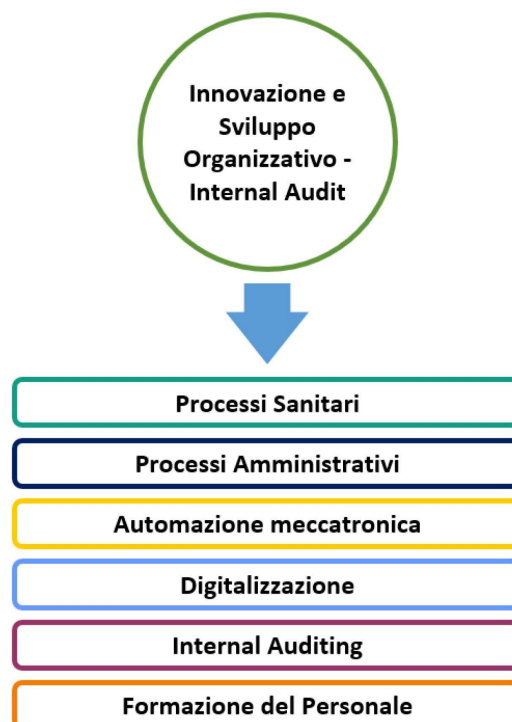 Innovazione e
Sviluppo
Organizzativo -
Internal Audit
Processi Sanitari
Processi Amministrativi
Automazione meccatronica
Digitalizzazione
Internal Auditing
Formazione del Personale